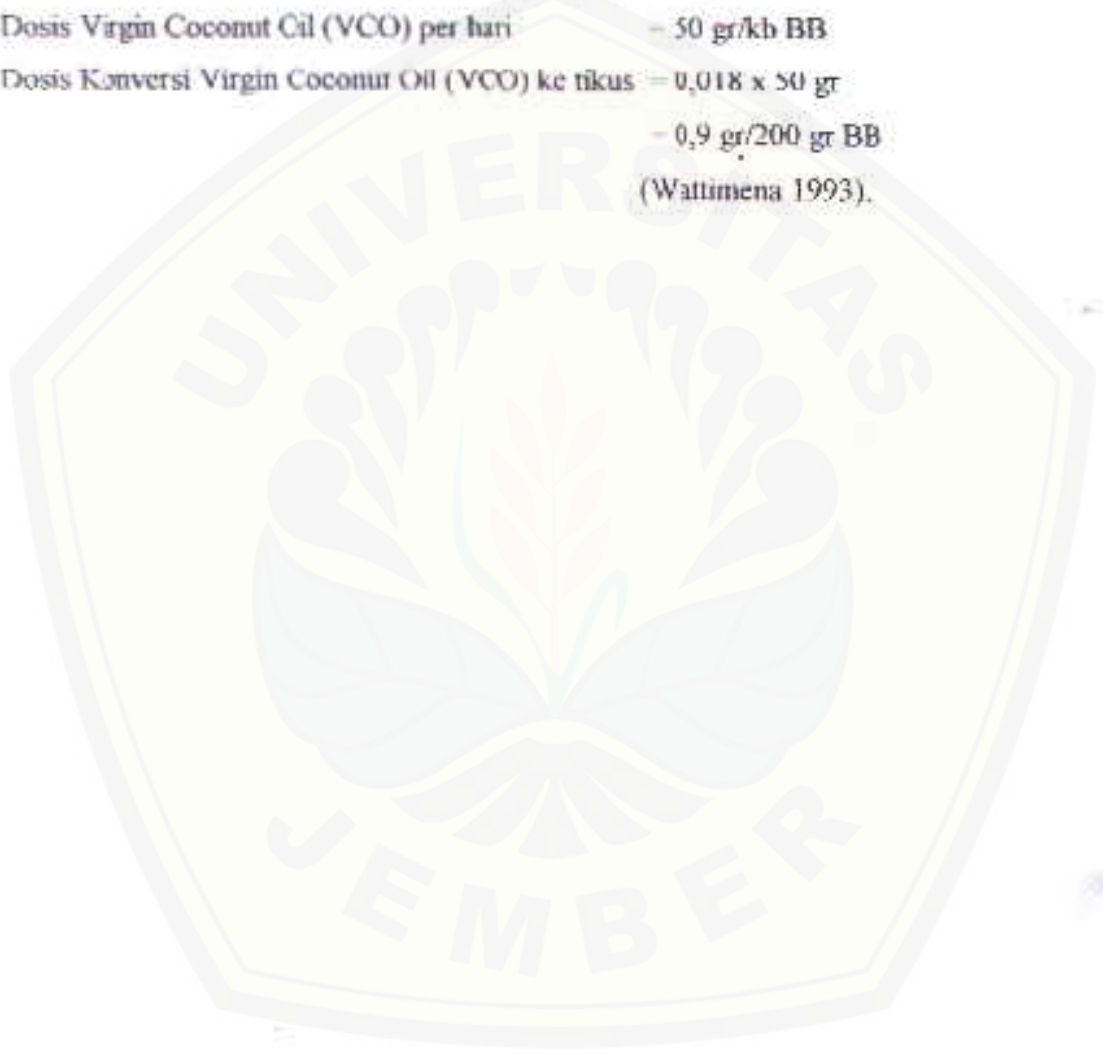 Dosis Virgin Coconut Oil (VCO) per hari = 50 gr/kb BB
Dosis Konversi Virgin Coconut Oil (VCO) ke tikus = 0,018 x 50 gr
= 0,9 gr/200 gr BB
(Wattimena 1993).
UNIVERSITAS
JEMBER